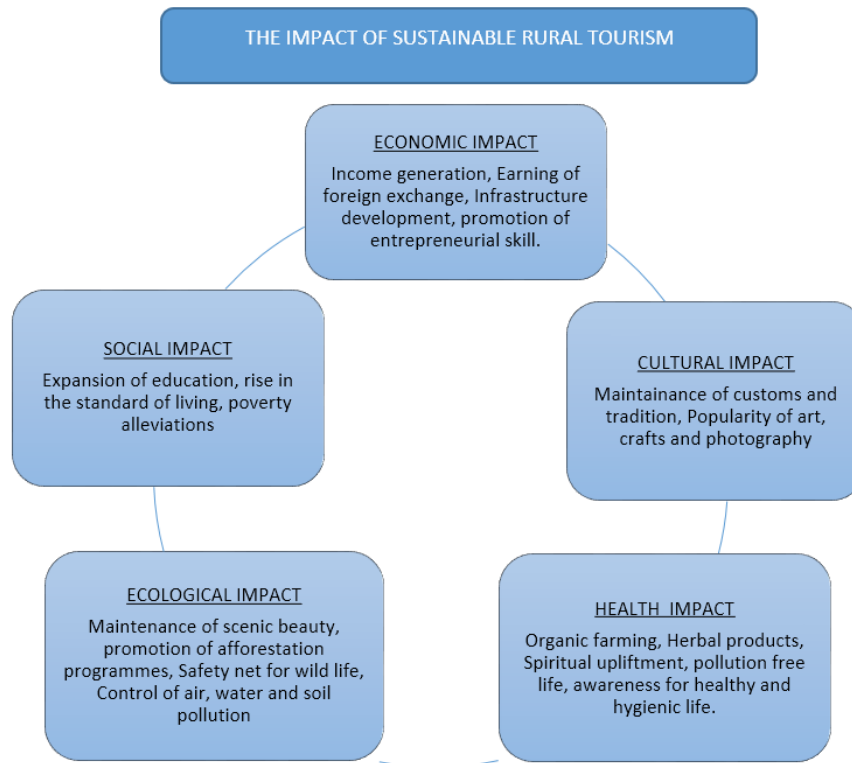 THE IMPACT OF SUSTAINABLE RURAL TOURISM
ECONOMIC IMPACT
Income generation, Earning of
foreign exchange, Infrastructure
development, promotion of
entrepreneurial skill.
SOCIAL IMPACT
Expansion of education, rise in
the standard of living, poverty
alleviations
CULTURAL IMPACT
Maintainance of customs and
tradition, Popularity of art,
crafts and photography
ECOLOGICAL IMPACT
Maintenance of scenic beauty,
promotion of afforestation
programmes, Safety net for wild life,
Control of air, water and soil
pollution
HEALTH  IMPACT
Organic farming, Herbal products,
Spiritual upliftment, pollution free
life, awareness for healthy and
hygienic life.